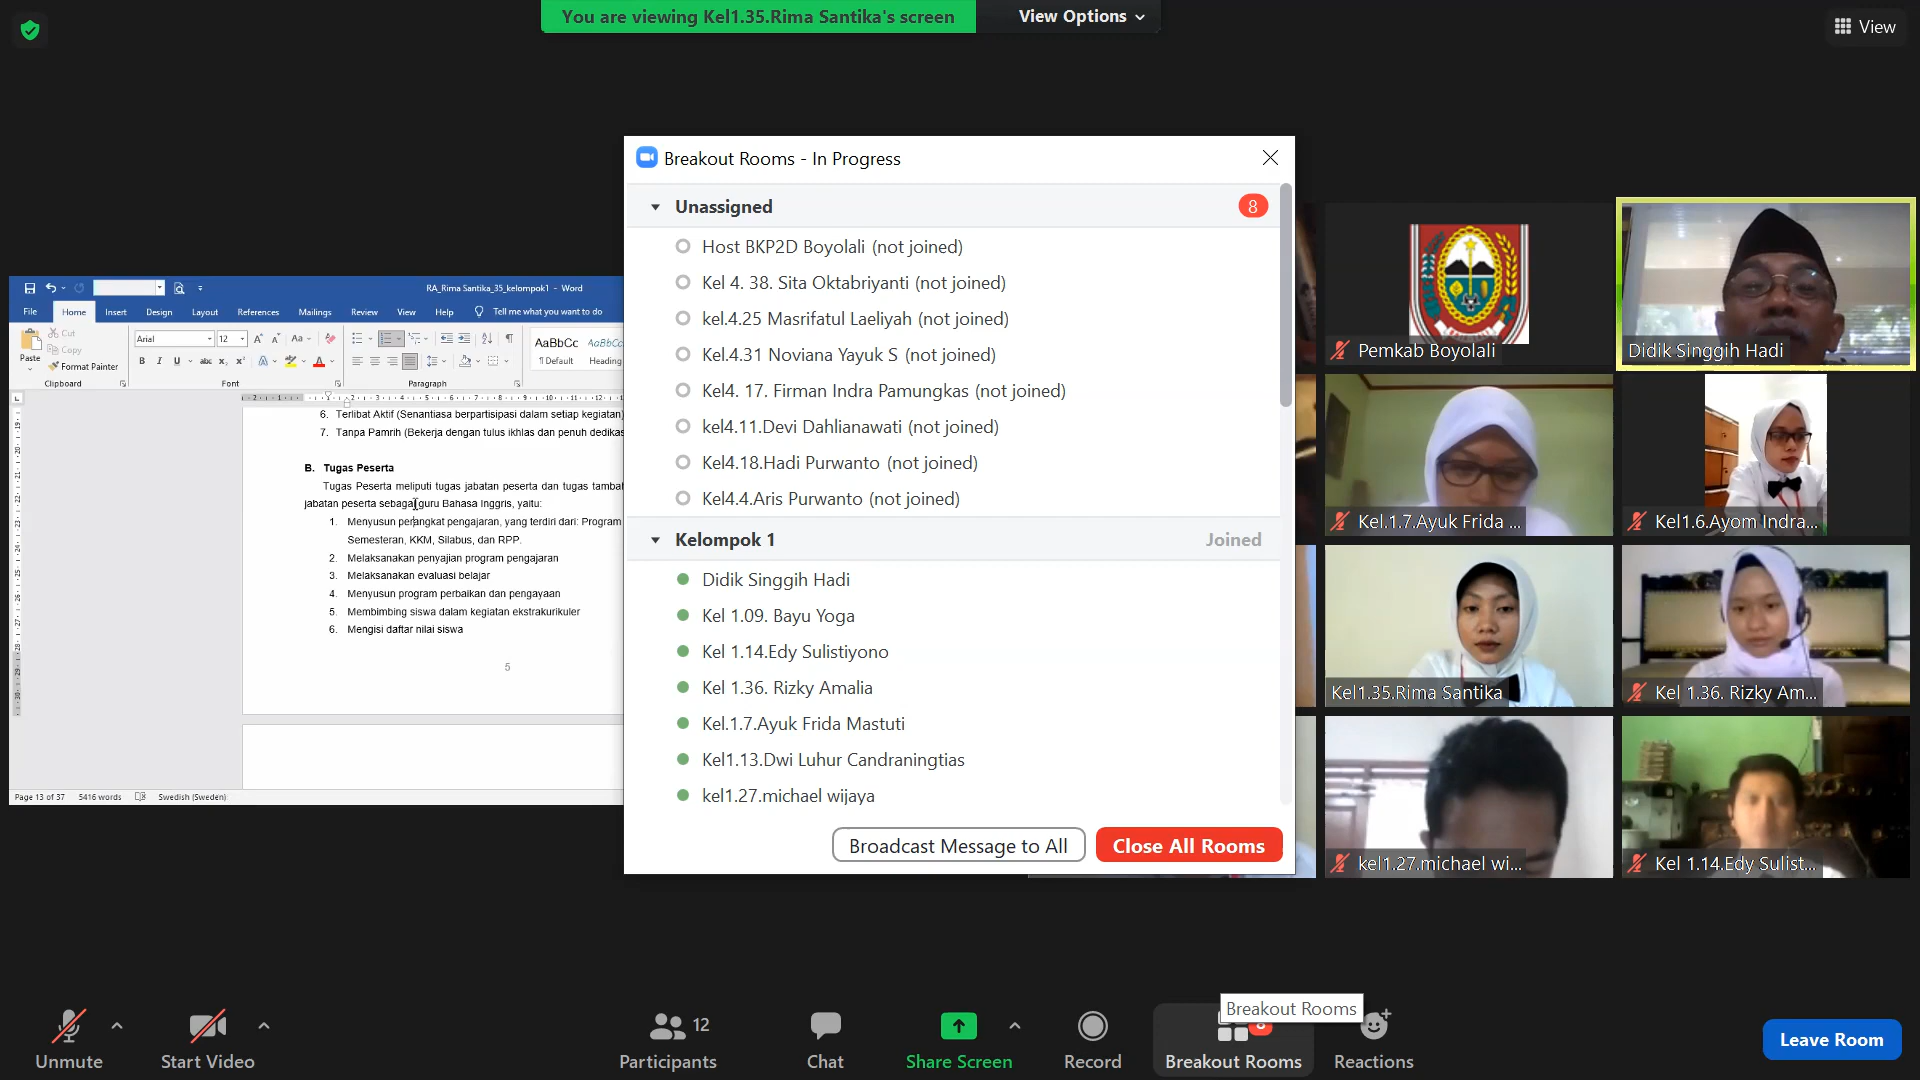 You are viewing Kel1.35.Rima Santika's screen
View Options
View
Breakout Rooms - In Progress
Unassigned
8
Host BKP2D Boyolali (not joined)
Kel 4. 38. Sita Oktabriyanti (not joined)
kel.4.25 Masrifatul Laeliyah (not joined)
Kel.4.31 Noviana Yayuk S (not joined)
Kel4. 17. Firman Indra Pamungkas (not joined)
kel4.11.Devi Dahlianawati (not joined)
Kel4.18.Hadi Purwanto (not joined)
Kel4.4.Aris Purwanto (not joined)
Kelompok 1
Joined
Didik Singgih Hadi
Kel 1.09. Bayu Yoga
Kel 1.14.Edy Sulistiyono
Kel 1.36. Rizky Amalia
Kel.1.7.Ayuk Frida Mastuti
Kel1.13.Dwi Luhur Candraningtias
kel1.27.michael wijaya
Broadcast Message to All
Close All Rooms
RA_Rima Santika_35_kelompok1 - Word
File Home Insert Design Layout References Mailings Review View Help Tell me what you want to do
Paste
Cut
Copy
Format Painter
Clipboard
Arial
12
Font
Paragraph
AaBbCc
AaBbCc
¶ Default
Heading
6. Terlibat Aktif (Senantiasa berpartisipasi dalam setiap kegiatan)
7. Tanpa Pamrih (Bekerja dengan tulus ikhlas dan penuh dedikas
B. Tugas Peserta
Tugas Peserta meliputi tugas jabatan peserta dan tugas tambah
jabatan peserta sebagai guru Bahasa Inggris, yaitu:
1. Menyusun perangkat pengajaran, yang terdiri dari: Program
Semesteran, KKM, Silabus, dan RPP.
2. Melaksanakan penyajian program pengajaran
3. Melaksanakan evaluasi belajar
4. Menyusun program perbaikan dan pengayaan
5. Membimbing siswa dalam kegiatan ekstrakurikuler
6. Mengisi daftar nilai siswa
5
Page 13 of 37 5416 words Swedish (Sweden)
Pemkab Boyolali
Didik Singgih Hadi
Kel.1.7.Ayuk Frida ...
Kel1.6.Ayom Indra...
Kel1.35.Rima Santika
Kel 1.36. Rizky Am...
kel1.27.michael wi...
Kel 1.14.Edy Sulist...
Unmute
Start Video
12
Participants
Chat
Share Screen
Record
Breakout Rooms
Breakout Rooms
Reactions
Leave Room